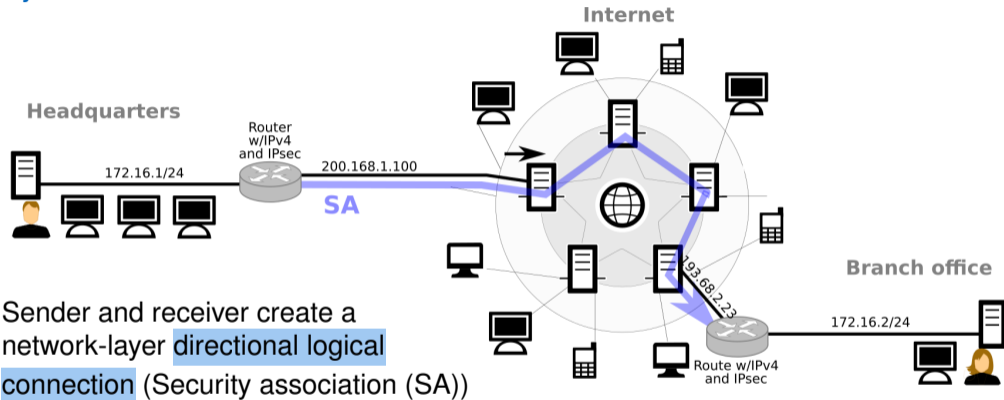 Internet
Headquarters
Router
w/IPv4
and IPsec
172.16.1/24
200.168.1.100
SA
193.68.2.23
Branch office
172.16.2/24
Route w/IPv4
and IPsec
Sender and receiver create a
network-layer directional logical
connection (Security association (SA))